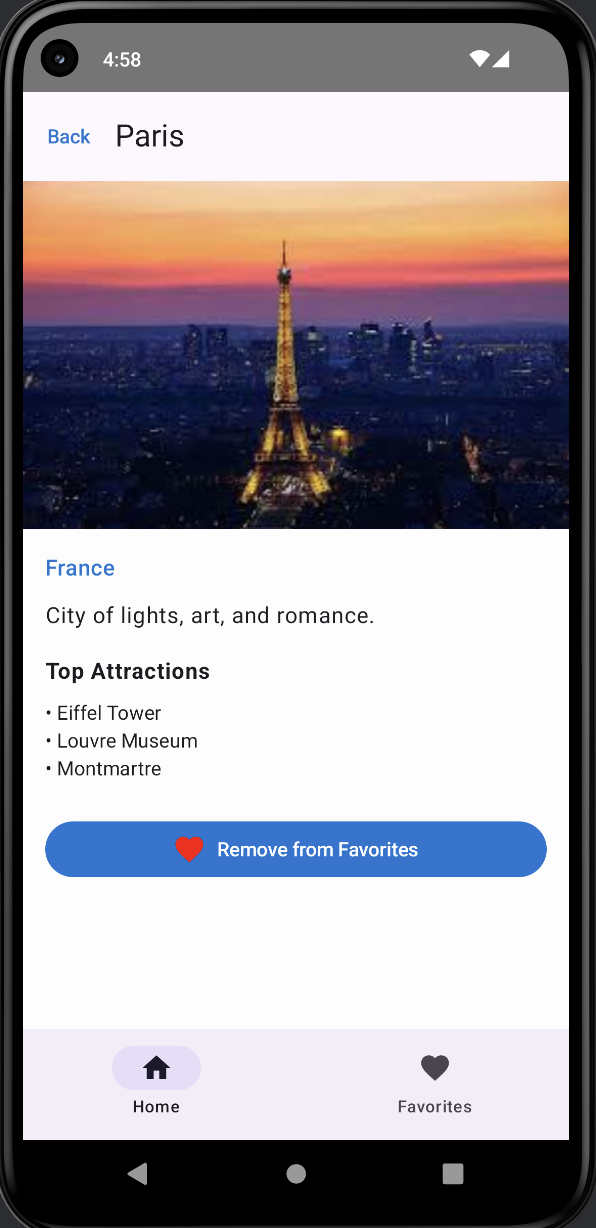 4:58
Back Paris
France
City of lights, art, and romance.
Top Attractions
• Eiffel Tower
• Louvre Museum
• Montmartre
Remove from Favorites
Home Favorites